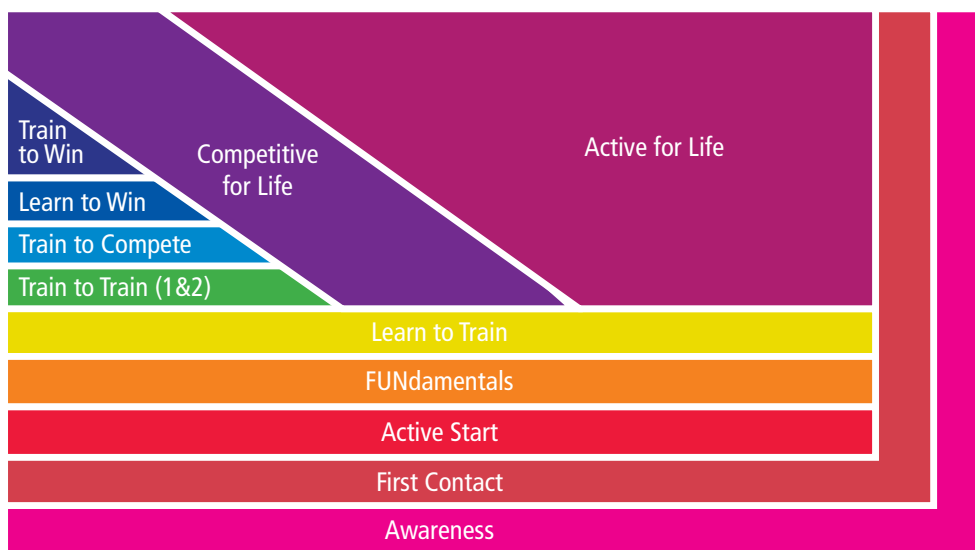 Train
to Win
Competitive
for Life
Active for Life
Learn to Win
Train to Compete
Train to Train (1&2)
Learn to Train
FUNdamentals
Active Start
First Contact
Awareness